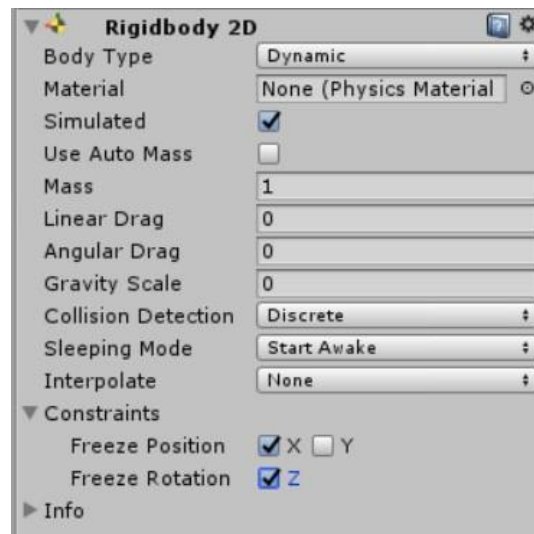 Rigidbody 2D
Body Type Dynamic
Material None (Physics Material
Simulated
Use Auto Mass
Mass 1
Linear Drag 0
Angular Drag 0
Gravity Scale 0
Collision Detection Discrete
Sleeping Mode Start Awake
Interpolate None
Constraints
Freeze Position X Y
Freeze Rotation Z
Info